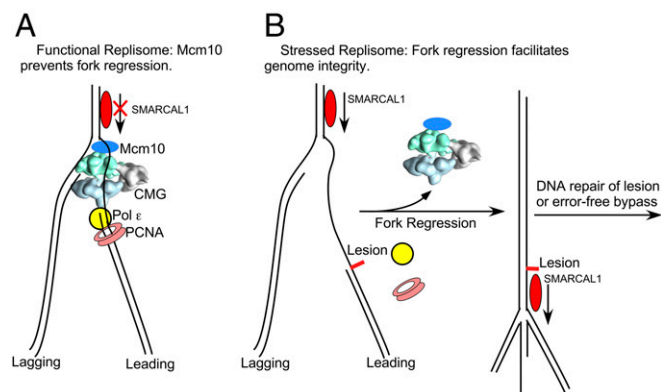 A
Functional Replisome: Mcm10
prevents fork regression.
SMARCAL1
Mcm10
CMG
Pol ε
PCNA
Lagging
Leading
B
Stressed Replisome: Fork regression facilitates
genome integrity.
SMARCAL1
Lesion
Fork Regression
Lagging
Leading
DNA repair of lesion
or error-free bypass
Lesion
SMARCAL1